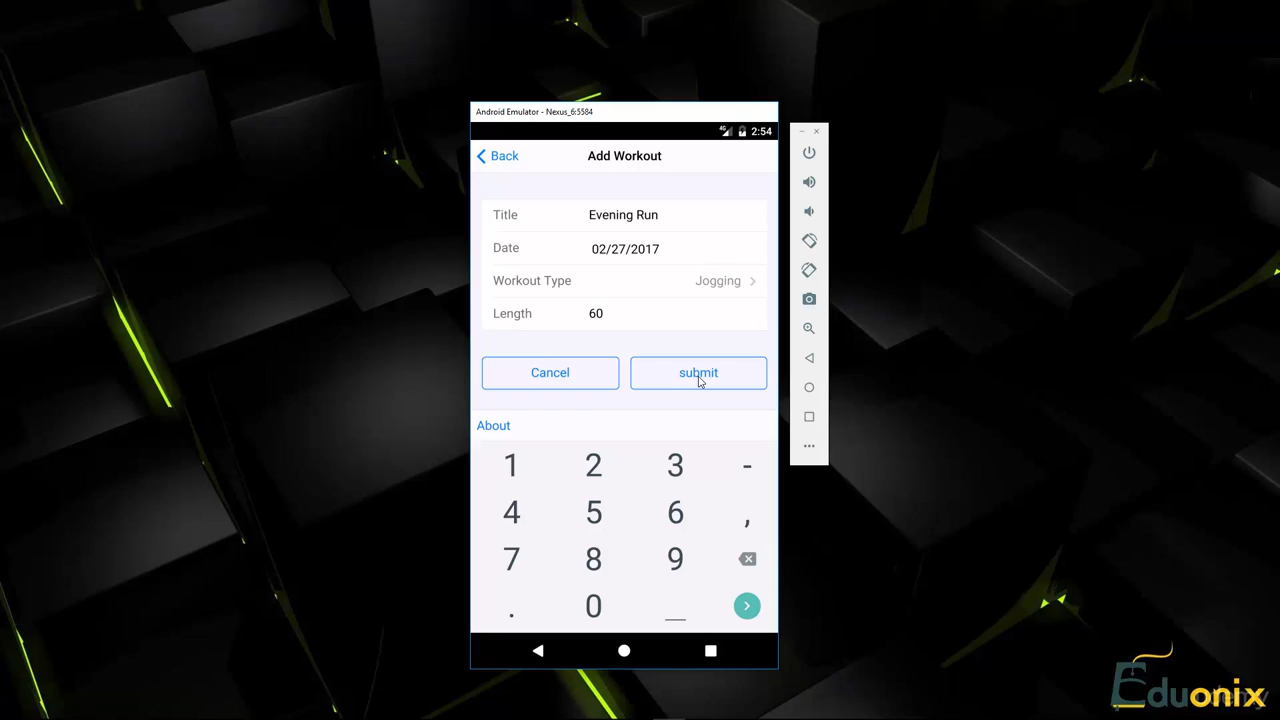 Android Emulator - Nexus_6:5584
4G 2:54
Back Add Workout
Title Evening Run
Date 02/27/2017
Workout Type Jogging
Length 60
Cancel submit
About
1 2 3 -
4 5 6 ,
7 8 9
. 0 _
Eduonix